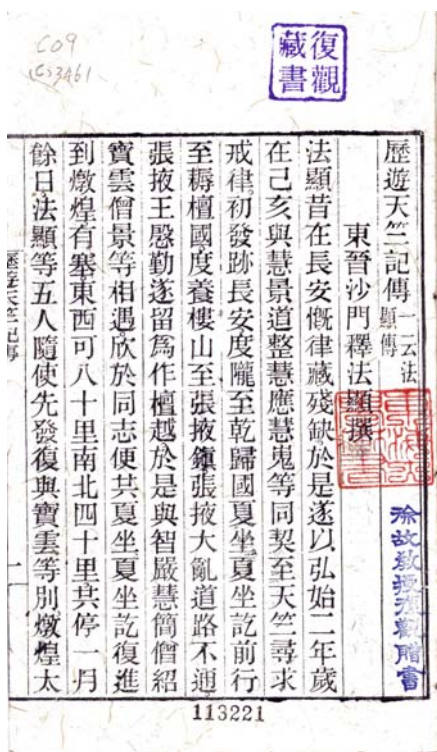 C09
復觀
藏書
歷遊天竺記傳 一云法顯傳
東晉沙門釋法顯撰
法顯昔在長安慨律藏殘缺於是遂以弘始二年歲
在己亥與慧景道整慧應慧嵬等同契至天竺尋求
戒律初發跡長安度隴至乾歸國夏坐夏坐訖前行
至耨檀國度養樓山至張掖鎮張掖大亂道路不通
張掖王慇勤遂留爲作檀越於是與智嚴慧簡僧紹
寶雲僧景等相遇欣於同志便共夏坐夏坐訖復進
到燉煌有塞東西可八十里南北四十里共停一月
餘日法顯等五人隨使先發復與寶雲等別燉煌太
歷遊天竺記傳
一
徐故教授復觀贈書
113221